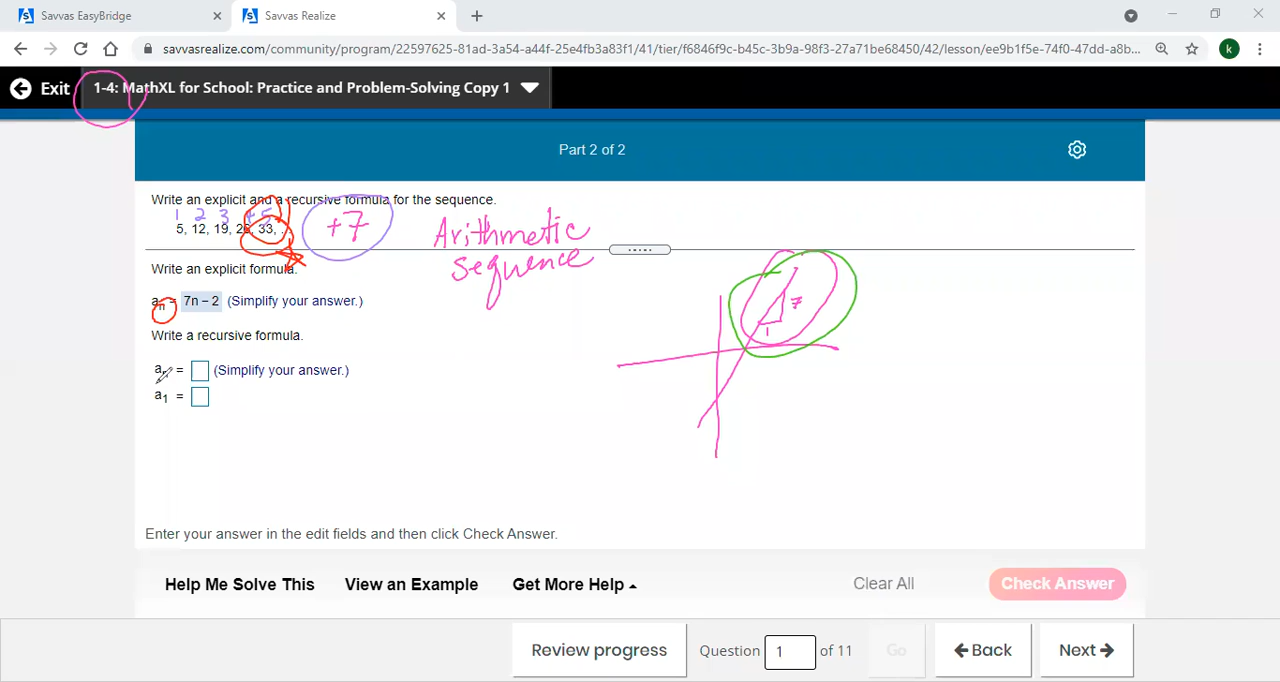 Savvas EasyBridge
Savvas Realize
savvasrealize.com/community/program/22597625-81ad-3a54-a44f-25e4fb3a83f1/41/tier/f6846f9c-b45c-3b9a-98f3-27a71be68450/42/lesson/ee9b1f5e-74f0-47dd-a8b...
k
Exit
1-4: MathXL for School: Practice and Problem-Solving Copy 1
Part 2 of 2
Write an explicit and a recursive formula for the sequence.
1 2 3 4 5
5, 12, 19, 26, 33, ...
+7
Arithmetic
sequence
Write an explicit formula.
an = 7n − 2 (Simplify your answer.)
7
1
Write a recursive formula.
an = (Simplify your answer.)
a1 =
Enter your answer in the edit fields and then click Check Answer.
Help Me Solve This
View an Example
Get More Help
Clear All
Check Answer
Review progress
Question 1 of 11
Go
Back
Next